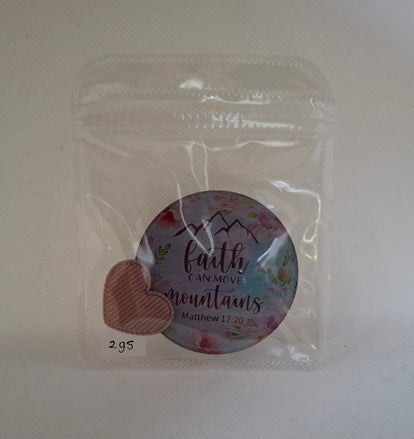 faith
CAN MOVE
mountains
Matthew 17:20
2.95